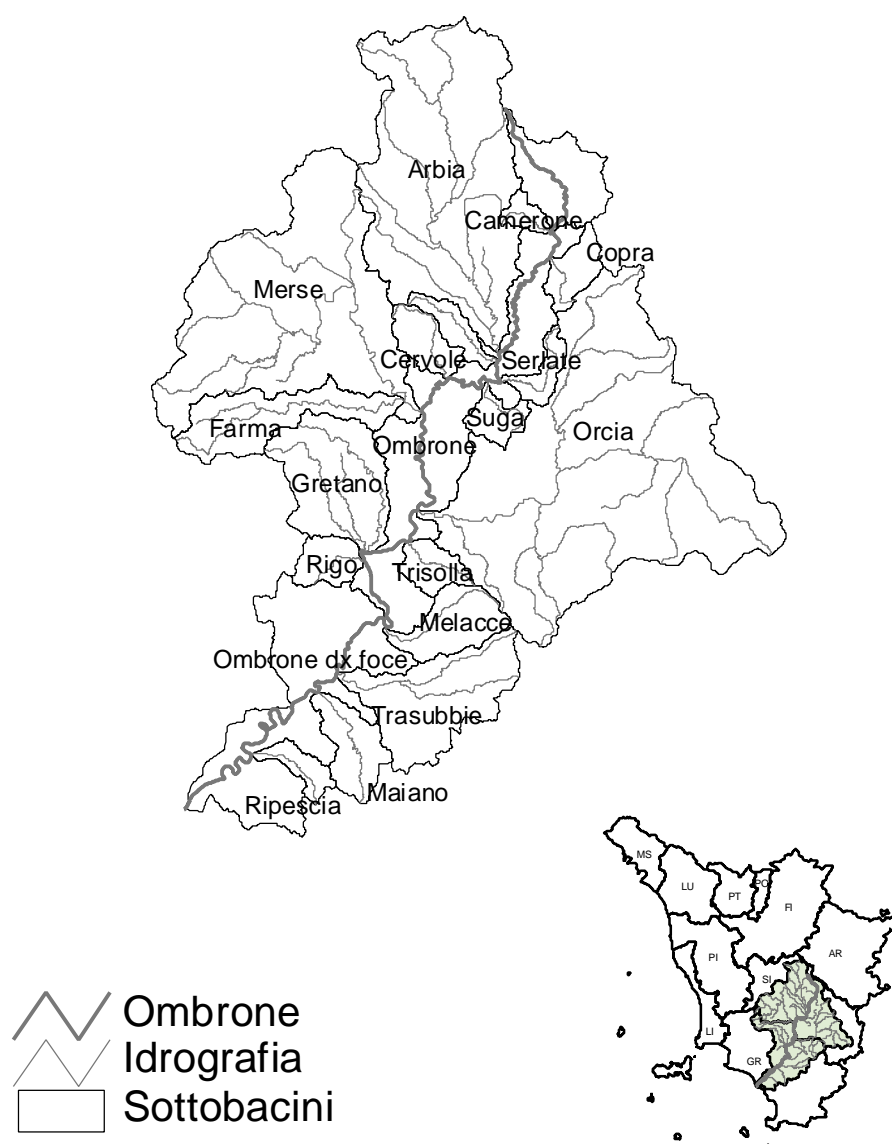 Arbia
Camerone
Copra
Merse
Cervole
Serlate
Suga
Farma
Ombrone
Orcia
Gretano
Rigo
Trisolla
Melacce
Ombrone dx foce
Trasubbie
Maiano
Ripescia
MS
LU
PT
PO
FI
PI
AR
SI
LI
GR
Ombrone
Idrografia
Sottobacini